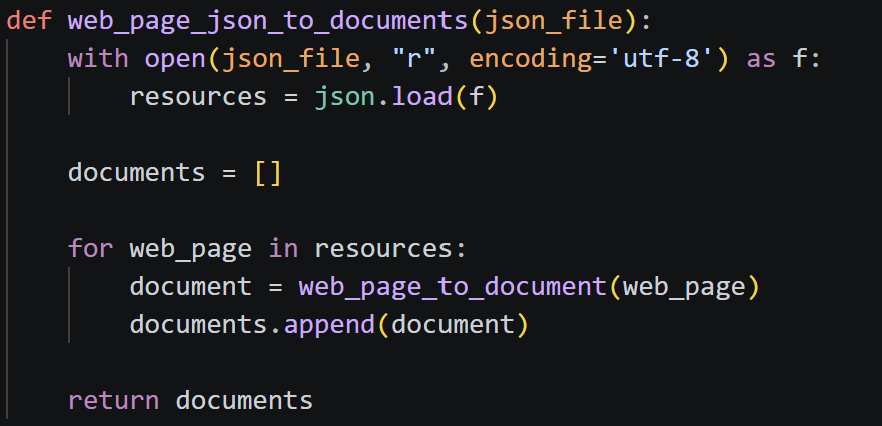 def web_page_json_to_documents(json_file):
    with open(json_file, "r", encoding='utf-8') as f:
        resources = json.load(f)

    documents = []

    for web_page in resources:
        document = web_page_to_document(web_page)
        documents.append(document)

    return documents